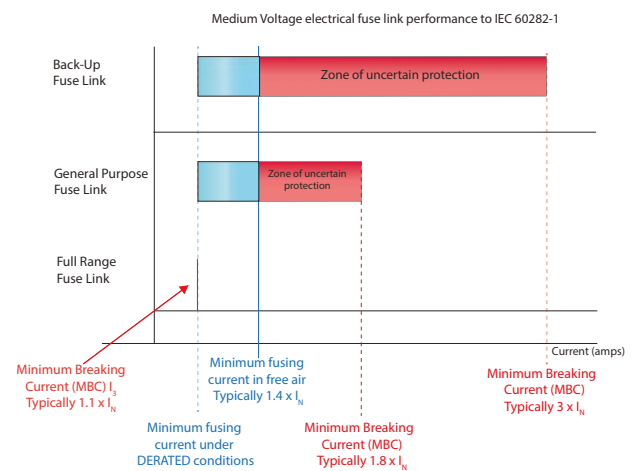 Medium Voltage electrical fuse link performance to IEC 60282-1
Back-Up
Fuse Link
Zone of uncertain protection
General Purpose
Fuse Link
Zone of uncertain
protection
Full Range
Fuse Link
Current (amps)
Minimum Breaking
Current (MBC) I₃
Typically 1.1 x Iₙ
Minimum fusing
current in free air
Typically 1.4 x Iₙ
Minimum Breaking
Current (MBC)
Typically 3 x Iₙ
Minimum fusing
current under
DERATED conditions
Minimum Breaking
Current (MBC)
Typically 1.8 x Iₙ